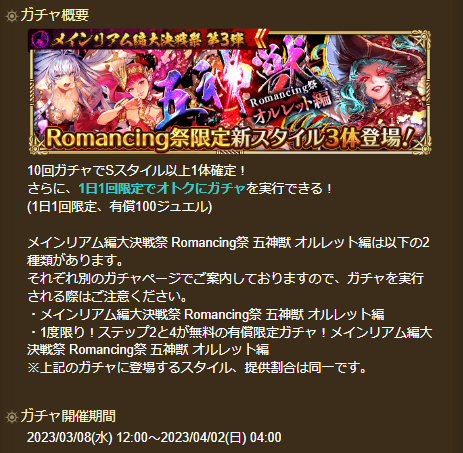 ガチャ概要
メインリアム編大決戦祭 第3弾
五神獣
Romancing祭
オルレット編
Romancing祭限定新スタイル3体登場！
10回ガチャでSスタイル以上1体確定！
さらに、1日1回限定でオトクにガチャを実行できる！
(1日1回限定、有償100ジュエル)
メインリアム編大決戦祭 Romancing祭 五神獣 オルレット編は以下の2
種類があります。
それぞれ別のガチャページでご案内しておりますので、ガチャを実行
される際はご注意ください。
・メインリアム編大決戦祭 Romancing祭 五神獣 オルレット編
・1度限り！ステップ2と4が無料の有償限定ガチャ！メインリアム編大
決戦祭 Romancing祭 五神獣 オルレット編
※上記のガチャに登場するスタイル、提供割合は同一です。
ガチャ開催期間
2023/03/08(水) 12:00～2023/04/02(日) 04:00